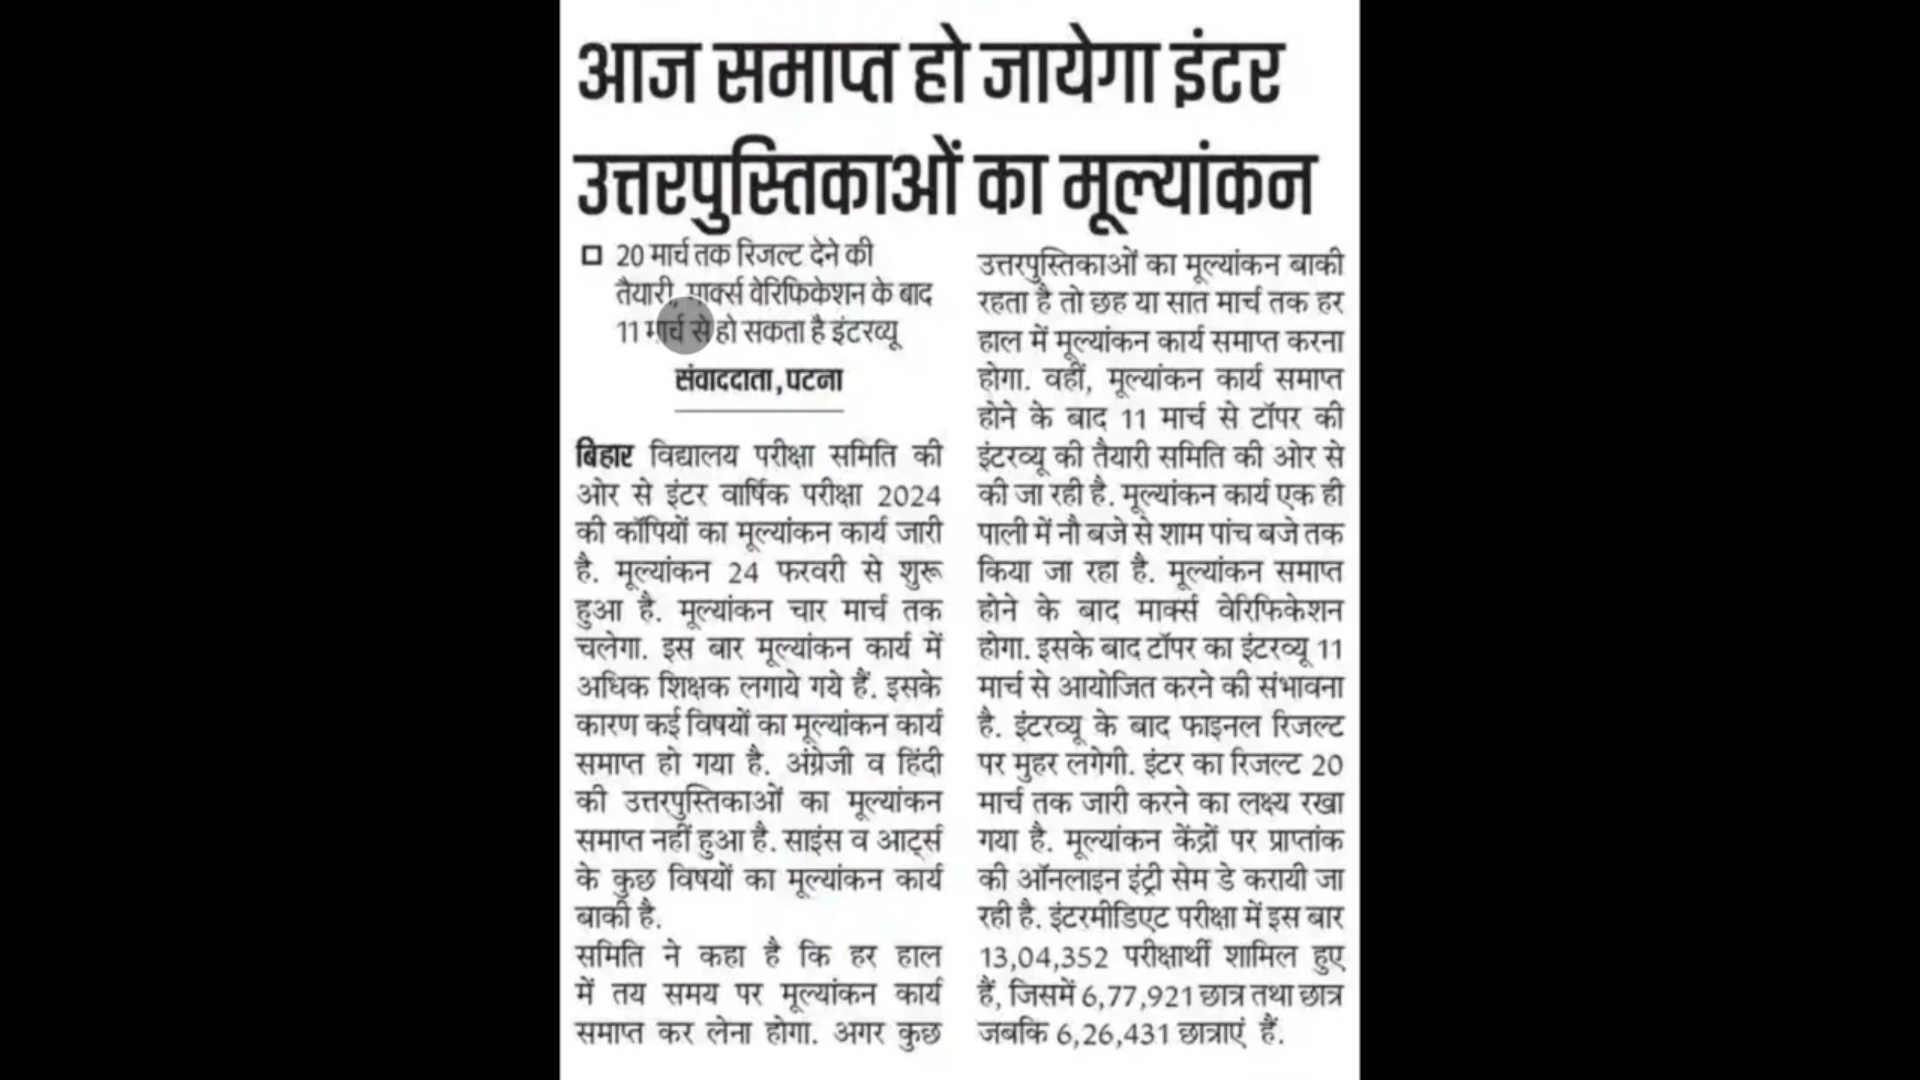 आज समाप्त हो जायेगा इंटर
उत्तरपुस्तिकाओं का मूल्यांकन
20 मार्च तक रिजल्ट देने की
तैयारी, मार्क्स वेरिफिकेशन के बाद
11 मार्च से हो सकता है इंटरव्यू
संवाददाता, पटना
बिहार विद्यालय परीक्षा समिति की
ओर से इंटर वार्षिक परीक्षा 2024
की कॉपियों का मूल्यांकन कार्य जारी
है. मूल्यांकन 24 फरवरी से शुरू
हुआ है. मूल्यांकन चार मार्च तक
चलेगा. इस बार मूल्यांकन कार्य में
अधिक शिक्षक लगाये गये हैं. इसके
कारण कई विषयों का मूल्यांकन कार्य
समाप्त हो गया है. अंग्रेजी व हिंदी
की उत्तरपुस्तिकाओं का मूल्यांकन
समाप्त नहीं हुआ है. साइंस व आर्ट्स
के कुछ विषयों का मूल्यांकन कार्य
बाकी है.
समिति ने कहा है कि हर हाल
में तय समय पर मूल्यांकन कार्य
समाप्त कर लेना होगा. अगर कुछ
उत्तरपुस्तिकाओं का मूल्यांकन बाकी
रहता है तो छह या सात मार्च तक हर
हाल में मूल्यांकन कार्य समाप्त करना
होगा. वहीं, मूल्यांकन कार्य समाप्त
होने के बाद 11 मार्च से टॉपर की
इंटरव्यू की तैयारी समिति की ओर से
की जा रही है. मूल्यांकन कार्य एक ही
पाली में नौ बजे से शाम पांच बजे तक
किया जा रहा है. मूल्यांकन समाप्त
होने के बाद मार्क्स वेरिफिकेशन
होगा. इसके बाद टॉपर का इंटरव्यू 11
मार्च से आयोजित करने की संभावना
है. इंटरव्यू के बाद फाइनल रिजल्ट
पर मुहर लगेगी. इंटर का रिजल्ट 20
मार्च तक जारी करने का लक्ष्य रखा
गया है. मूल्यांकन केंद्रों पर प्राप्तांक
की ऑनलाइन इंट्री सेम डे करायी जा
रही है. इंटरमीडिएट परीक्षा में इस बार
13,04,352 परीक्षार्थी शामिल हुए
हैं, जिसमें 6,77,921 छात्र तथा छात्र
जबकि 6,26,431 छात्राएं हैं.